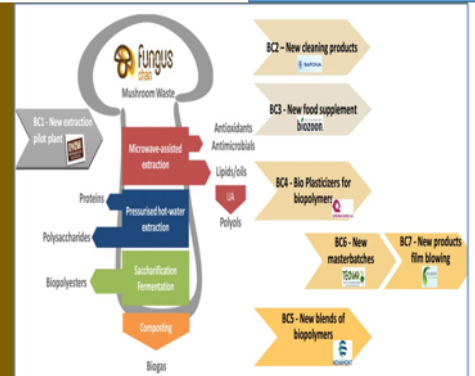 fungus
chain
Mushroom Waste
BC1 - New extraction
pilot plant
Microwave-assisted
extraction
Antioxidants
Antimicrobials
Lipids/oils
UA
Polyols
Proteins
Pressurised hot-water
extraction
Polysaccharides
Saccharification
Fermentation
Biopolyesters
Composting
Biogas
BC2 – New cleaning products
BC3 - New food supplement
biozoon
BC4 - Bio Plasticizers for
biopolymers
BC6 - New
masterbatches
TECNARO
BC7 - New products
film blowing
BC5 - New blends of
biopolymers
NOVAMONT